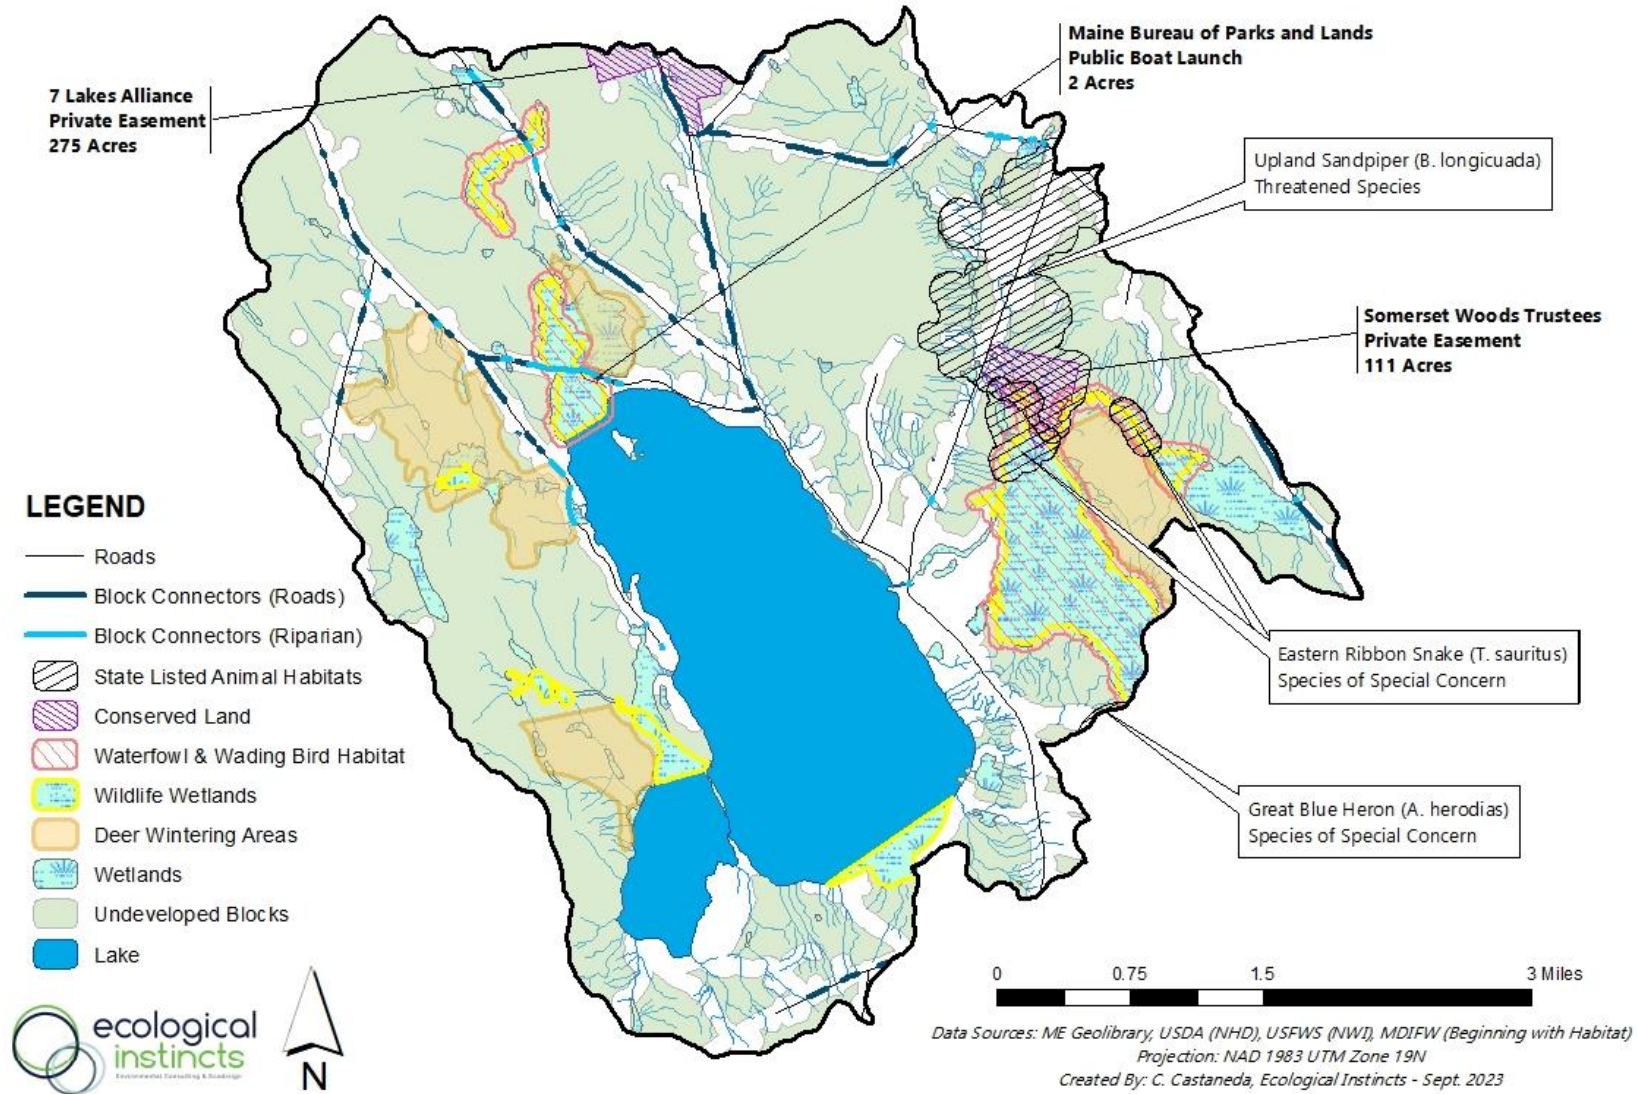 Maine Bureau of Parks and Lands
Public Boat Launch
2 Acres
7 Lakes Alliance
Private Easement
275 Acres
Upland Sandpiper (B. longicuada)
Threatened Species
Somerset Woods Trustees
Private Easement
111 Acres
LEGEND
Roads
Block Connectors (Roads)
Block Connectors (Riparian)
State Listed Animal Habitats
Conserved Land
Waterfowl & Wading Bird Habitat
Wildlife Wetlands
Deer Wintering Areas
Wetlands
Undeveloped Blocks
Lake
Eastern Ribbon Snake (T. sauritus)
Species of Special Concern
Great Blue Heron (A. herodias)
Species of Special Concern
0 0.75 1.5 3 Miles
ecological
instincts
Environmental Consulting & Ecodesign
N
Data Sources: ME Geolibrary, USDA (NHD), USFWS (NWI), MDIFW (Beginning with Habitat)
Projection: NAD 1983 UTM Zone 19N
Created By: C. Castaneda, Ecological Instincts - Sept. 2023